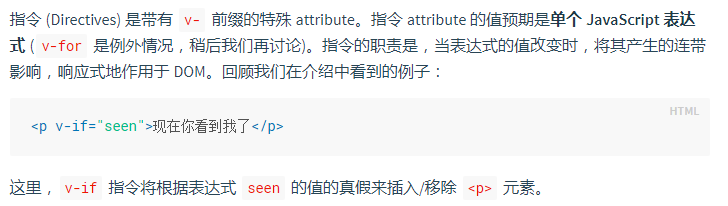 指令 (Directives) 是带有 v- 前缀的特殊 attribute。指令 attribute 的值预期是单个 JavaScript 表达
式 ( v-for 是例外情况，稍后我们再讨论)。指令的职责是，当表达式的值改变时，将其产生的连带
影响，响应式地作用于 DOM。回顾我们在介绍中看到的例子：
HTML
<p v-if="seen">现在你看到我了</p>
这里， v-if 指令将根据表达式 seen 的值的真假来插入/移除 <p> 元素。